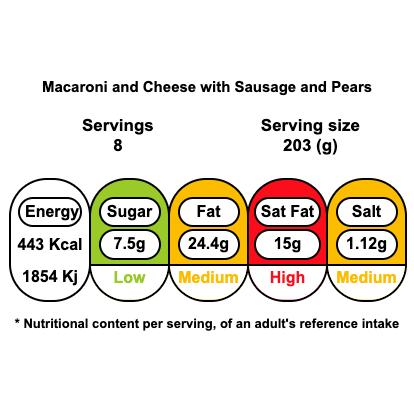 Macaroni and Cheese with Sausage and Pears
Servings
8
Serving size
203 (g)
Energy
443 Kcal
1854 Kj
Sugar
7.5g
Low
Fat
24.4g
Medium
Sat Fat
15g
High
Salt
1.12g
Medium
* Nutritional content per serving, of an adult's reference intake